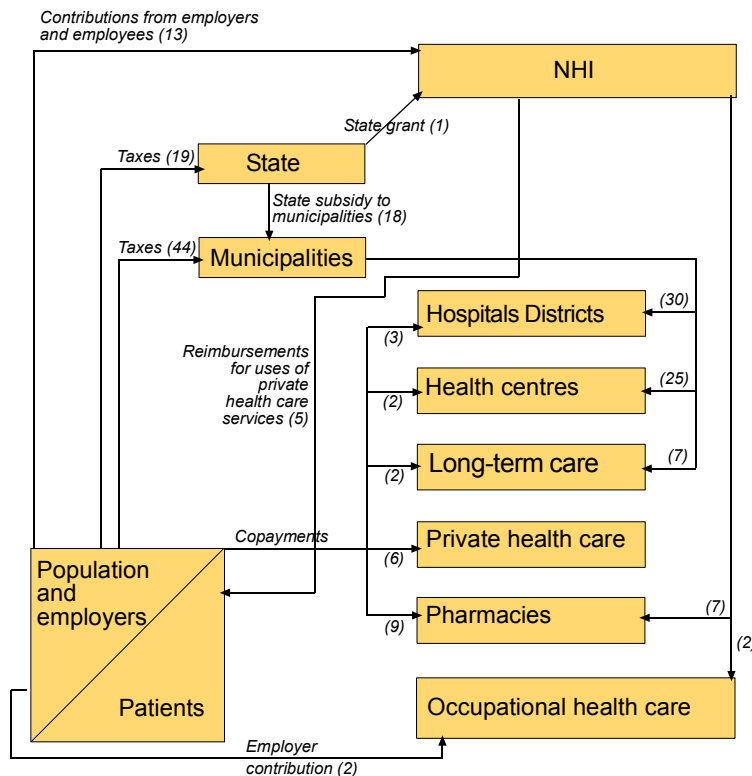 Contributions from employers
and employees (13)
NHI
State grant (1)
Taxes (19)
State
State subsidy to
municipalities (18)
Taxes (44)
Municipalities
(30)
Hospitals Districts
(3)
Reimbursements
for uses of
private
health care
services (5)
(25)
Health centres
(2)
(7)
Long-term care
(2)
Copayments
Private health care
(6)
Population
and
employers
Patients
(7)
Pharmacies
(9)
(2)
Occupational health care
Employer
contribution (2)